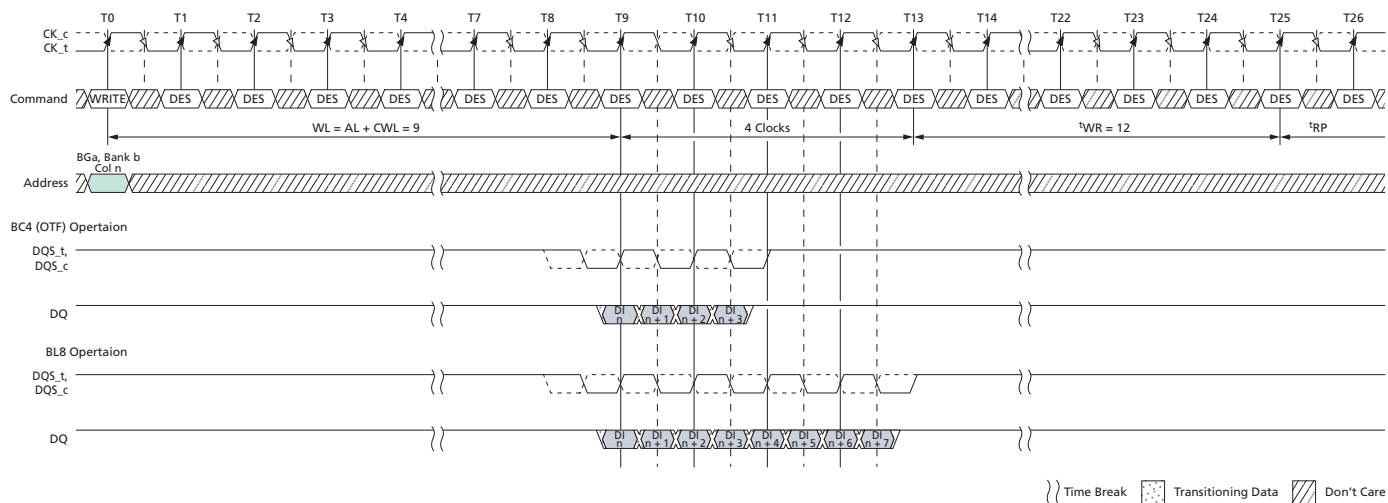 T0 T1 T2 T3 T4 T7 T8 T9 T10 T11 T12 T13 T14 T22 T23 T24 T25 T26
CK_c
CK_t
Command WRITE DES DES DES DES DES DES DES DES DES DES DES DES DES DES DES DES DES
WL = AL + CWL = 9 4 Clocks tWR = 12 tRP
BGa, Bank b
Col n
Address
BC4 (OTF) Opertaion
DQS_t,
DQS_c
DQ DI n DI n + 1 DI n + 2 DI n + 3
BL8 Opertaion
DQS_t,
DQS_c
DQ DI n DI n + 1 DI n + 2 DI n + 3 DI n + 4 DI n + 5 DI n + 6 DI n + 7
Time Break Transitioning Data Don't Care